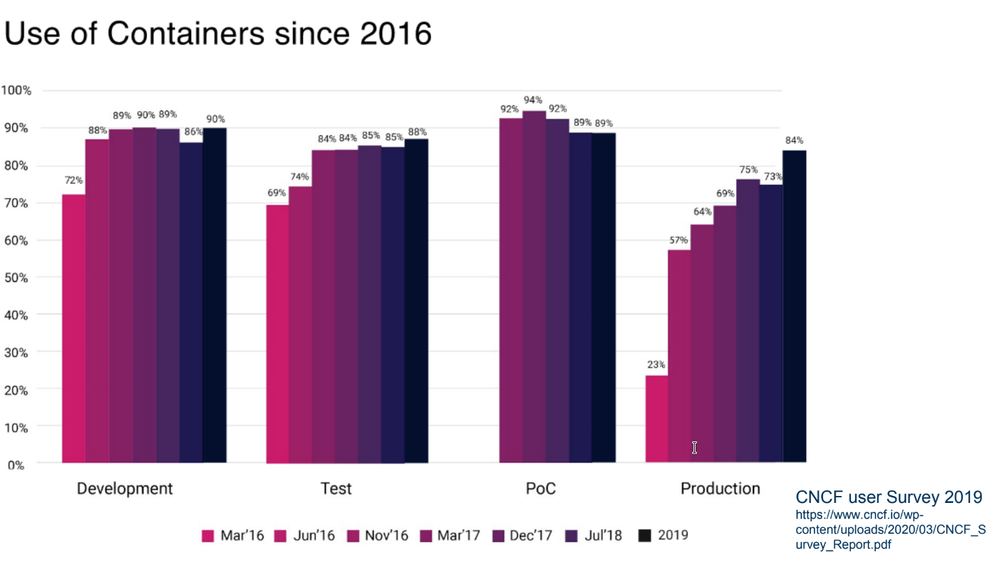 Use of Containers since 2016
100%
90%
80%
70%
60%
50%
40%
30%
20%
10%
0%
72%
88%
89%
90%
89%
86%
90%
69%
74%
84%
84%
85%
85%
88%
92%
94%
92%
89%
89%
23%
57%
64%
69%
75%
73%
84%
Development
Test
PoC
Production
Mar’16
Jun’16
Nov’16
Mar’17
Dec’17
Jul’18
2019
CNCF user Survey 2019
https://www.cncf.io/wp-
content/uploads/2020/03/CNCF_S
urvey_Report.pdf